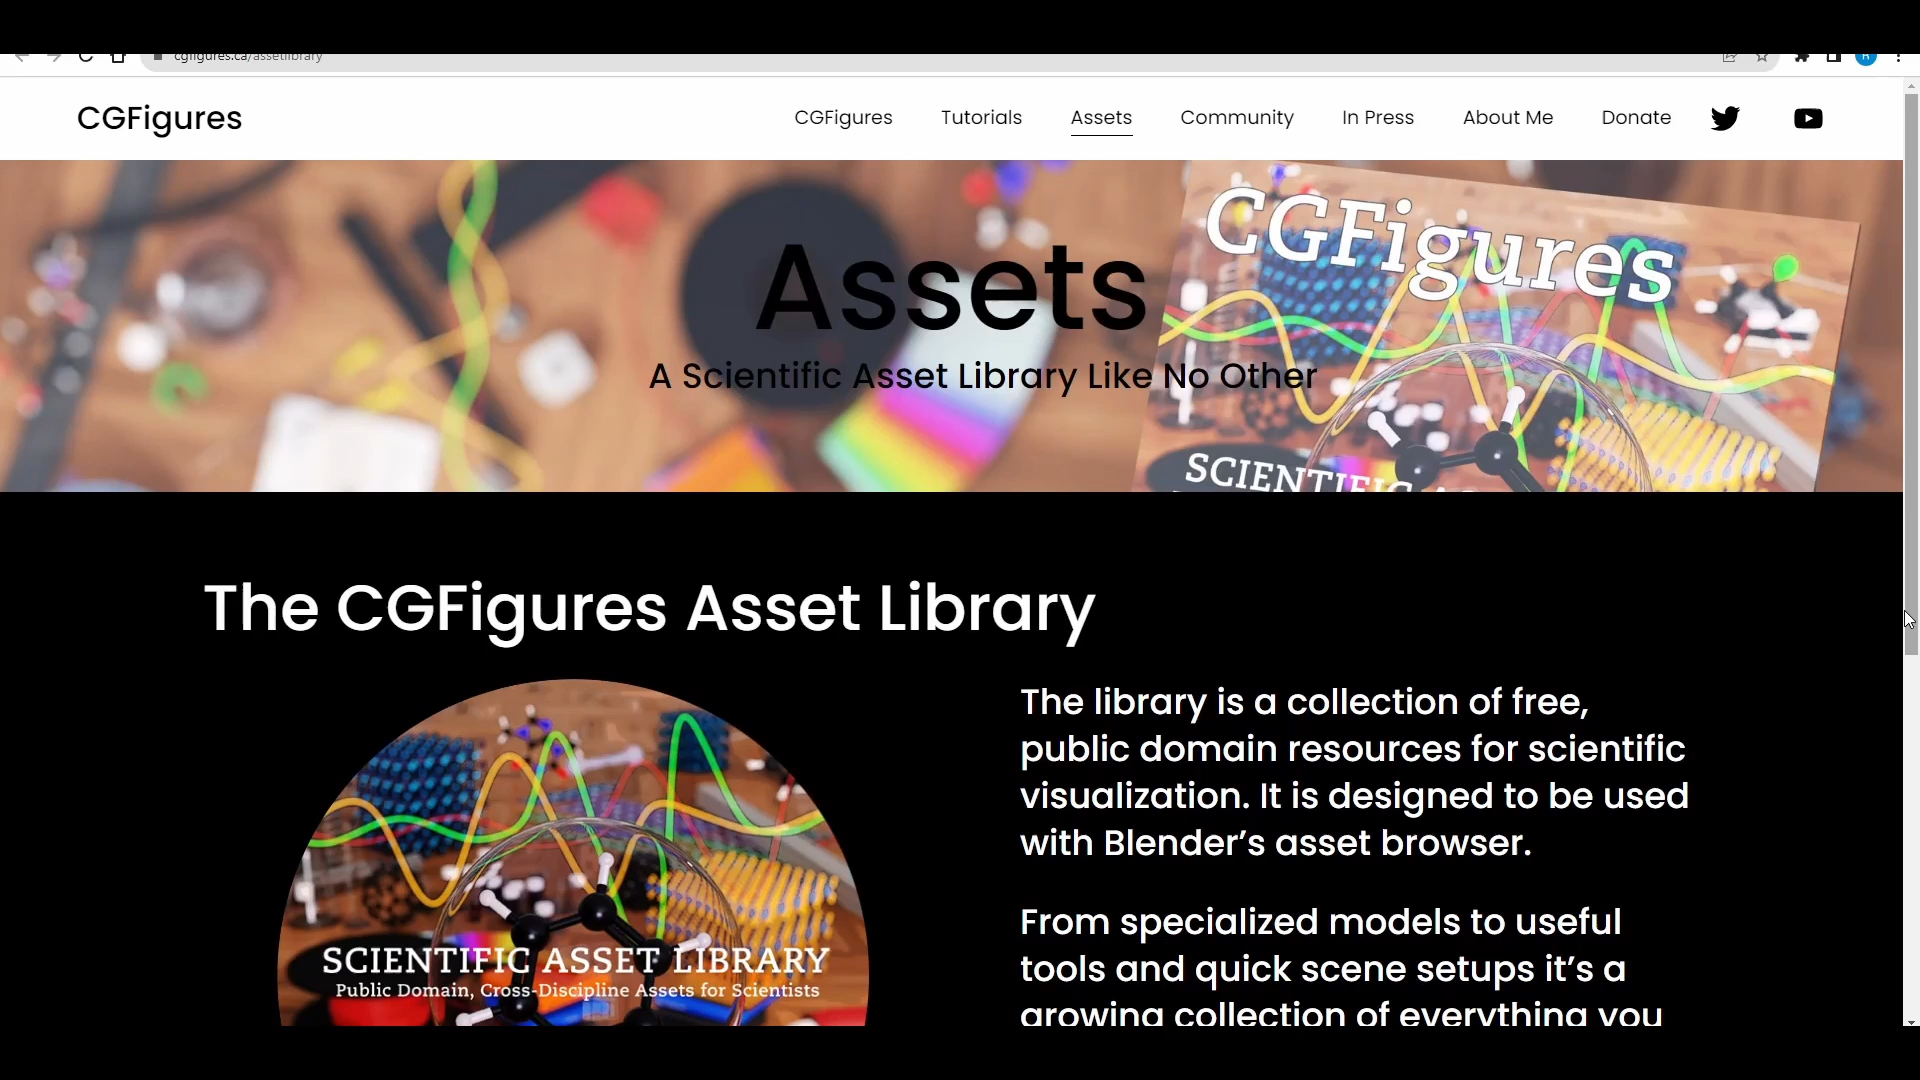 cgfigures.ca/assetlibrary
CGFigures
CGFigures Tutorials Assets Community In Press About Me Donate
CGFigures
Assets
A Scientific Asset Library Like No Other
SCIENTIFIC
The CGFigures Asset Library
The library is a collection of free,
public domain resources for scientific
visualization. It is designed to be used
with Blender’s asset browser.
From specialized models to useful
tools and quick scene setups it’s a
growing collection of everything you
SCIENTIFIC ASSET LIBRARY
Public Domain, Cross-Discipline Assets for Scientists